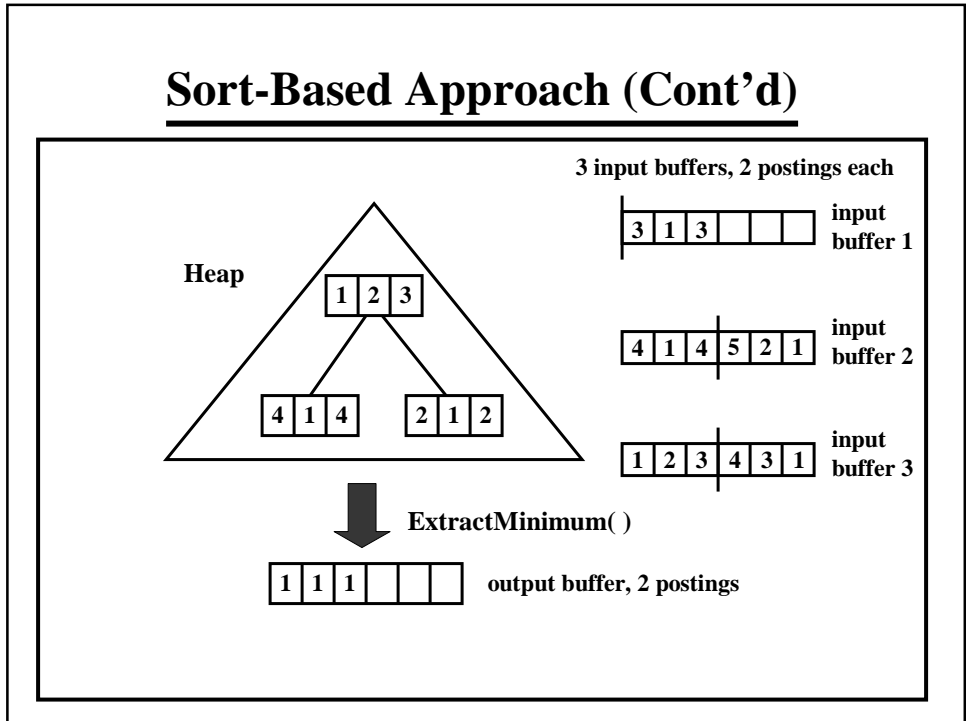 Sort-Based Approach (Cont’d)
3 input buffers, 2 postings each
3 1 3
input
buffer 1
Heap
1 2 3
4 1 4 5 2 1
input
buffer 2
4 1 4
2 1 2
1 2 3 4 3 1
input
buffer 3
ExtractMinimum( )
1 1 1
output buffer, 2 postings